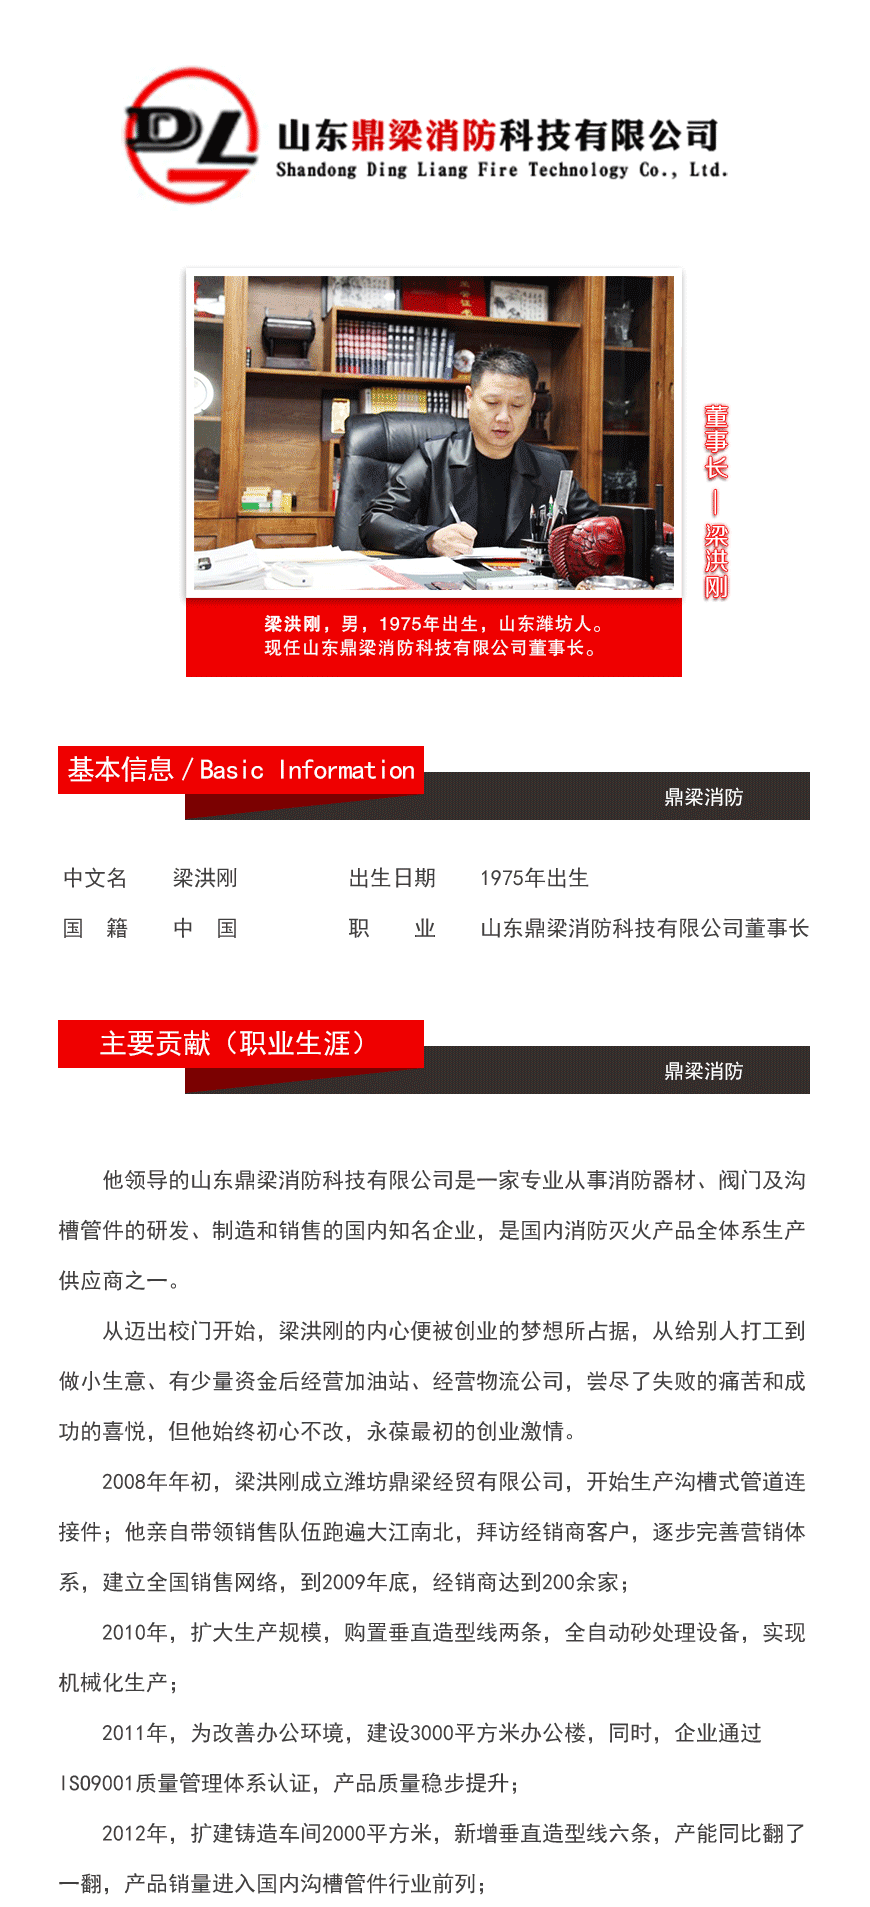 DL
山东鼎梁消防科技有限公司
Shandong Ding Liang Fire Technology Co., Ltd.
董事长 — 梁洪刚
梁洪刚，男，1975年出生，山东潍坊人。
现任山东鼎梁消防科技有限公司董事长。
基本信息 / Basic Information
鼎梁消防
中文名 梁洪刚 出生日期 1975年出生
国 籍 中 国 职 业 山东鼎梁消防科技有限公司董事长
主要贡献（职业生涯）
鼎梁消防
他领导的山东鼎梁消防科技有限公司是一家专业从事消防器材、阀门及沟
槽管件的研发、制造和销售的国内知名企业，是国内消防灭火产品全体系生产
供应商之一。
从迈出校门开始，梁洪刚的内心便被创业的梦想所占据，从给别人打工到
做小生意、有少量资金后经营加油站、经营物流公司，尝尽了失败的痛苦和成
功的喜悦，但他始终初心不改，永葆最初的创业激情。
2008年年初，梁洪刚成立潍坊鼎梁经贸有限公司，开始生产沟槽式管道连
接件；他亲自带领销售队伍跑遍大江南北，拜访经销商客户，逐步完善营销体
系，建立全国销售网络，到2009年底，经销商达到200余家；
2010年，扩大生产规模，购置垂直造型线两条，全自动砂处理设备，实现
机械化生产；
2011年，为改善办公环境，建设3000平方米办公楼，同时，企业通过
ISO9001质量管理体系认证，产品质量稳步提升；
2012年，扩建铸造车间2000平方米，新增垂直造型线六条，产能同比翻了
一翻，产品销量进入国内沟槽管件行业前列；